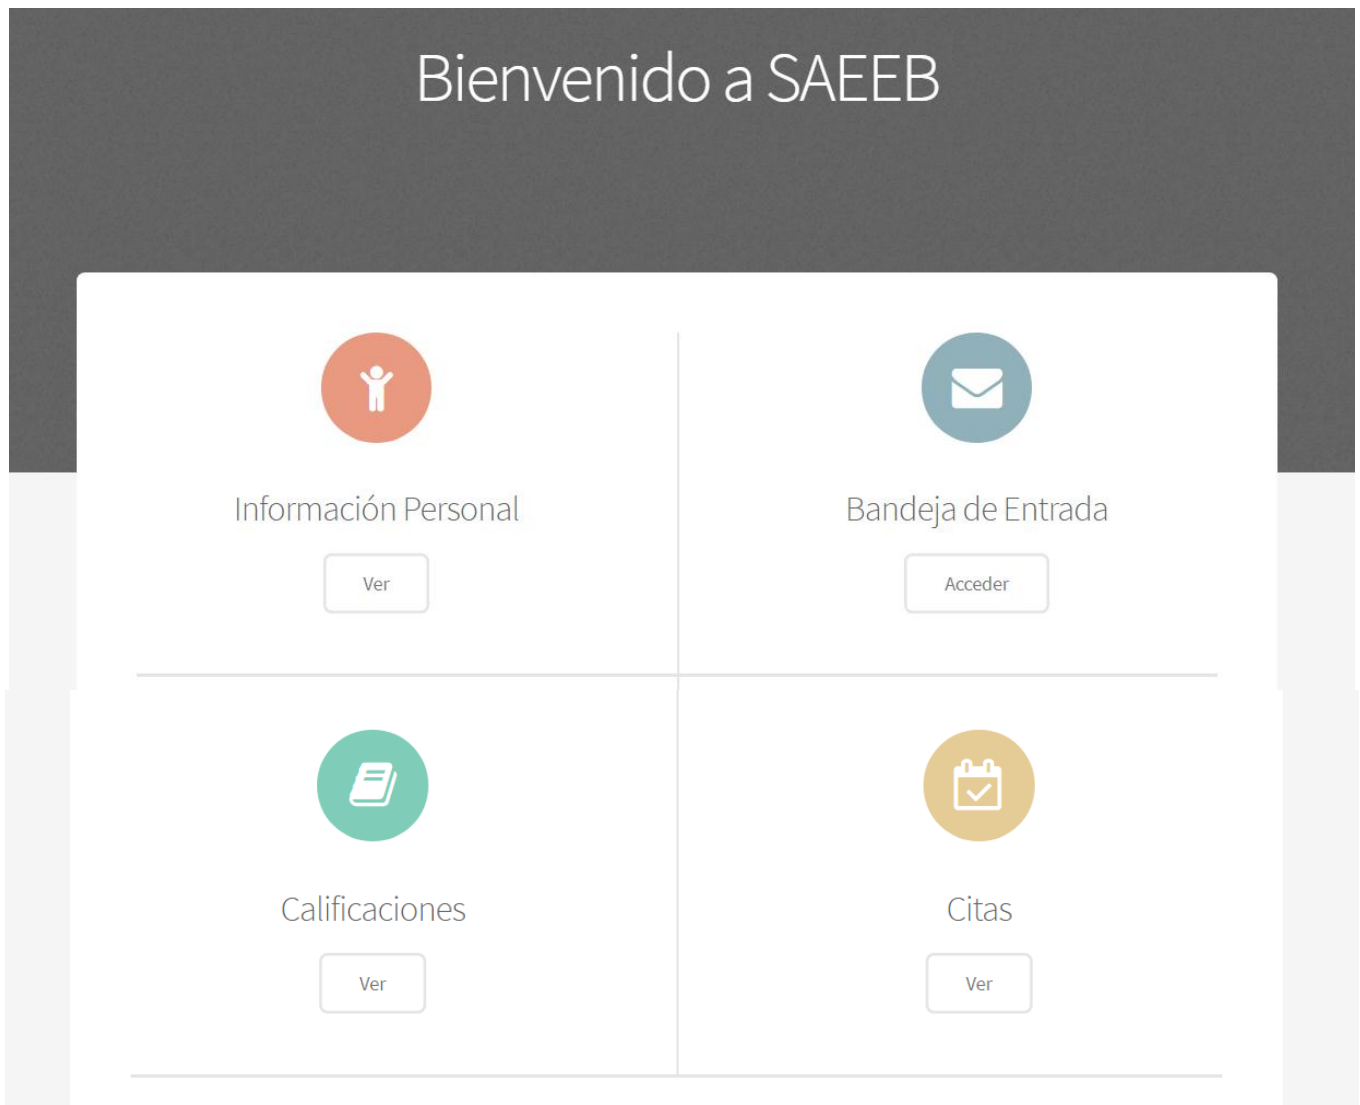 Bienvenido a SAEEB
Información Personal
Ver
Bandeja de Entrada
Acceder
Calificaciones
Ver
Citas
Ver